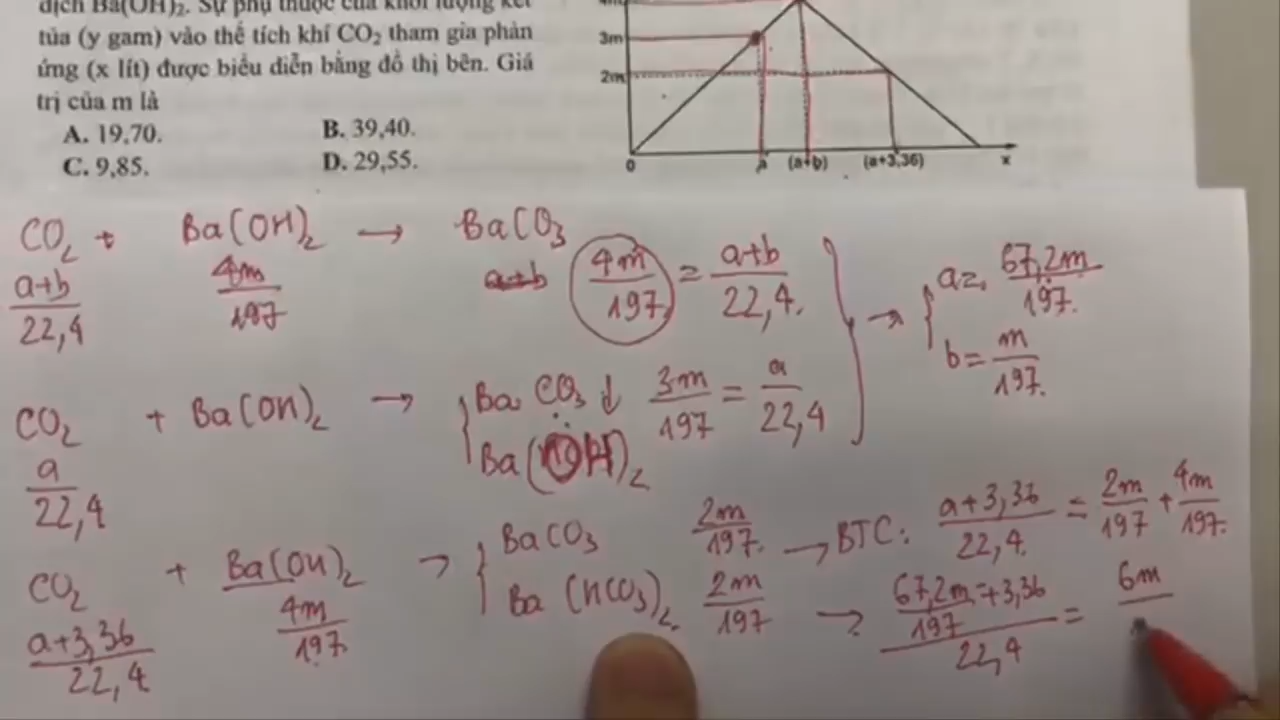 dịch Ba(OH)₂. Sự phụ thuộc của khối lượng kết
tủa (y gam) vào thể tích khí CO₂ tham gia phản
ứng (x lít) được biểu diễn bằng đồ thị bên. Giá
trị của m là
A. 19,70.
B. 39,40.
C. 9,85.
D. 29,55.
3m
2m
0
a
(a+b)
(a+3,36)
x
CO₂ + Ba(OH)₂ → BaCO₃
(a+b)/22,4 4m/197 a+b 4m/197 = (a+b)/22,4. → { a = 67,2m/197.
b = m/197.
CO₂ + Ba(OH)₂ → { BaCO₃ ↓ 3m/197 = a/22,4
a/22,4 Ba(OH)₂
CO₂ + Ba(OH)₂ → { BaCO₃ 2m/197. → BTC: (a+3,36)/22,4. = 2m/197 + 4m/197.
(a+3,36)/22,4 4m/197 Ba(HCO₃)₂. 2m/197 → (67,2m/197 + 3,36)/22,4 = 6m